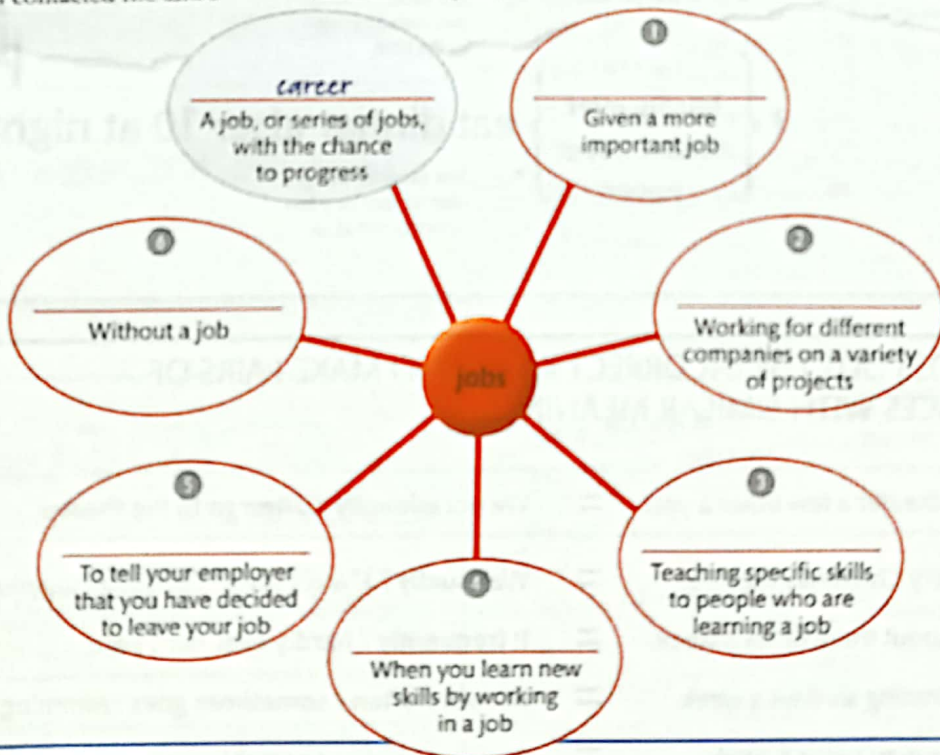 career
A job, or series of jobs,
with the chance
to progress
1
Given a more
important job
2
Working for different
companies on a variety
of projects
3
Teaching specific skills
to people who are
learning a job
4
When you learn new
skills by working
in a job
5
To tell your employer
that you have decided
to leave your job
6
Without a job
jobs